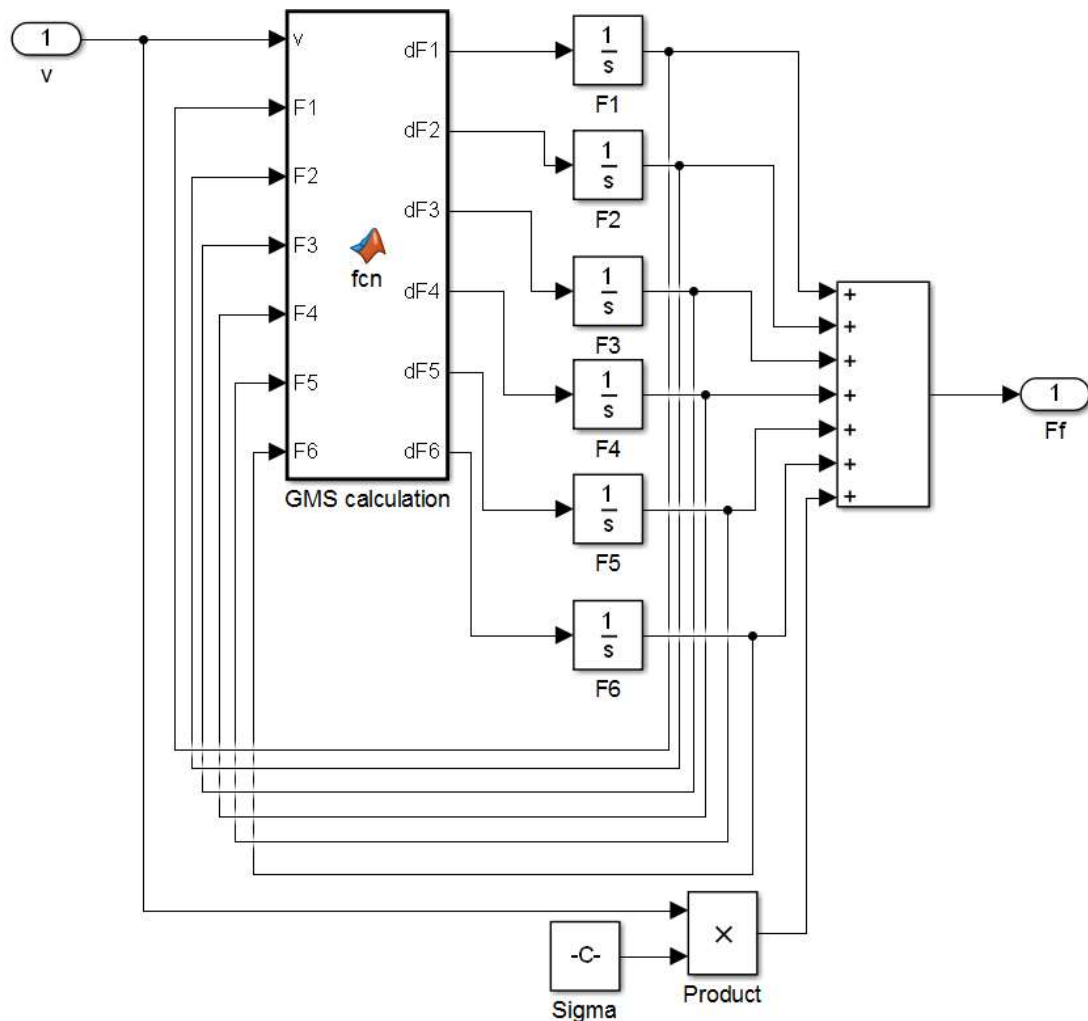 1
v
v
F1
F2
F3
F4
F5
F6
fcn
dF1
dF2
dF3
dF4
dF5
dF6
GMS calculation
1
s
F1
1
s
F2
1
s
F3
1
s
F4
1
s
F5
1
s
F6
+
+
+
+
+
+
+
1
Ff
-C-
Sigma
×
Product